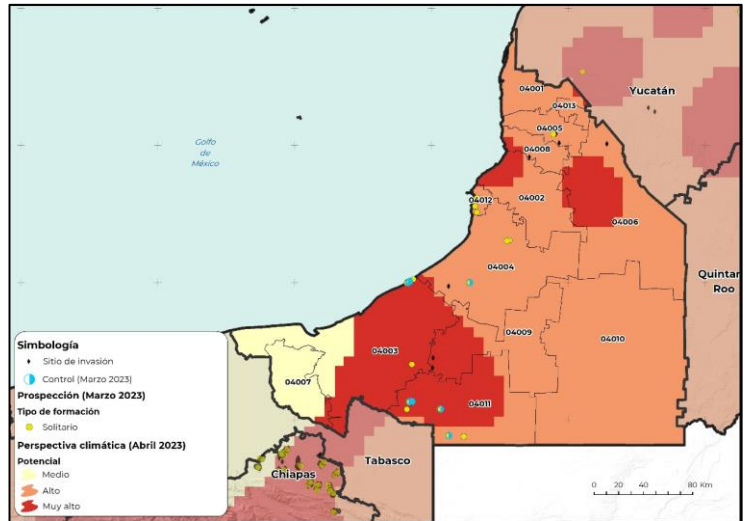 04001
04013
Yucatán
04005
04008
Golfo
de
México
04012
04002
04006
04004
Quintana
Roo
Simbología
Sitio de invasión
Control (Marzo 2023)
Prospección (Marzo 2023)
Tipo de formación
Solitario
Perspectiva climática (Abril 2023)
Potencial
Medio
Alto
Muy alto
04003
04009
04010
04007
04011
Tabasco
Chiapas
0 20 40 80 Km